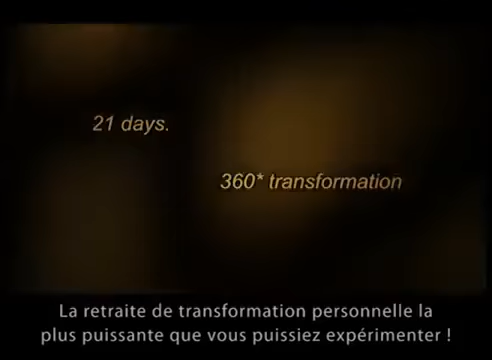 21 days.
360* transformation
La retraite de transformation personnelle la
plus puissante que vous puissiez expérimenter !